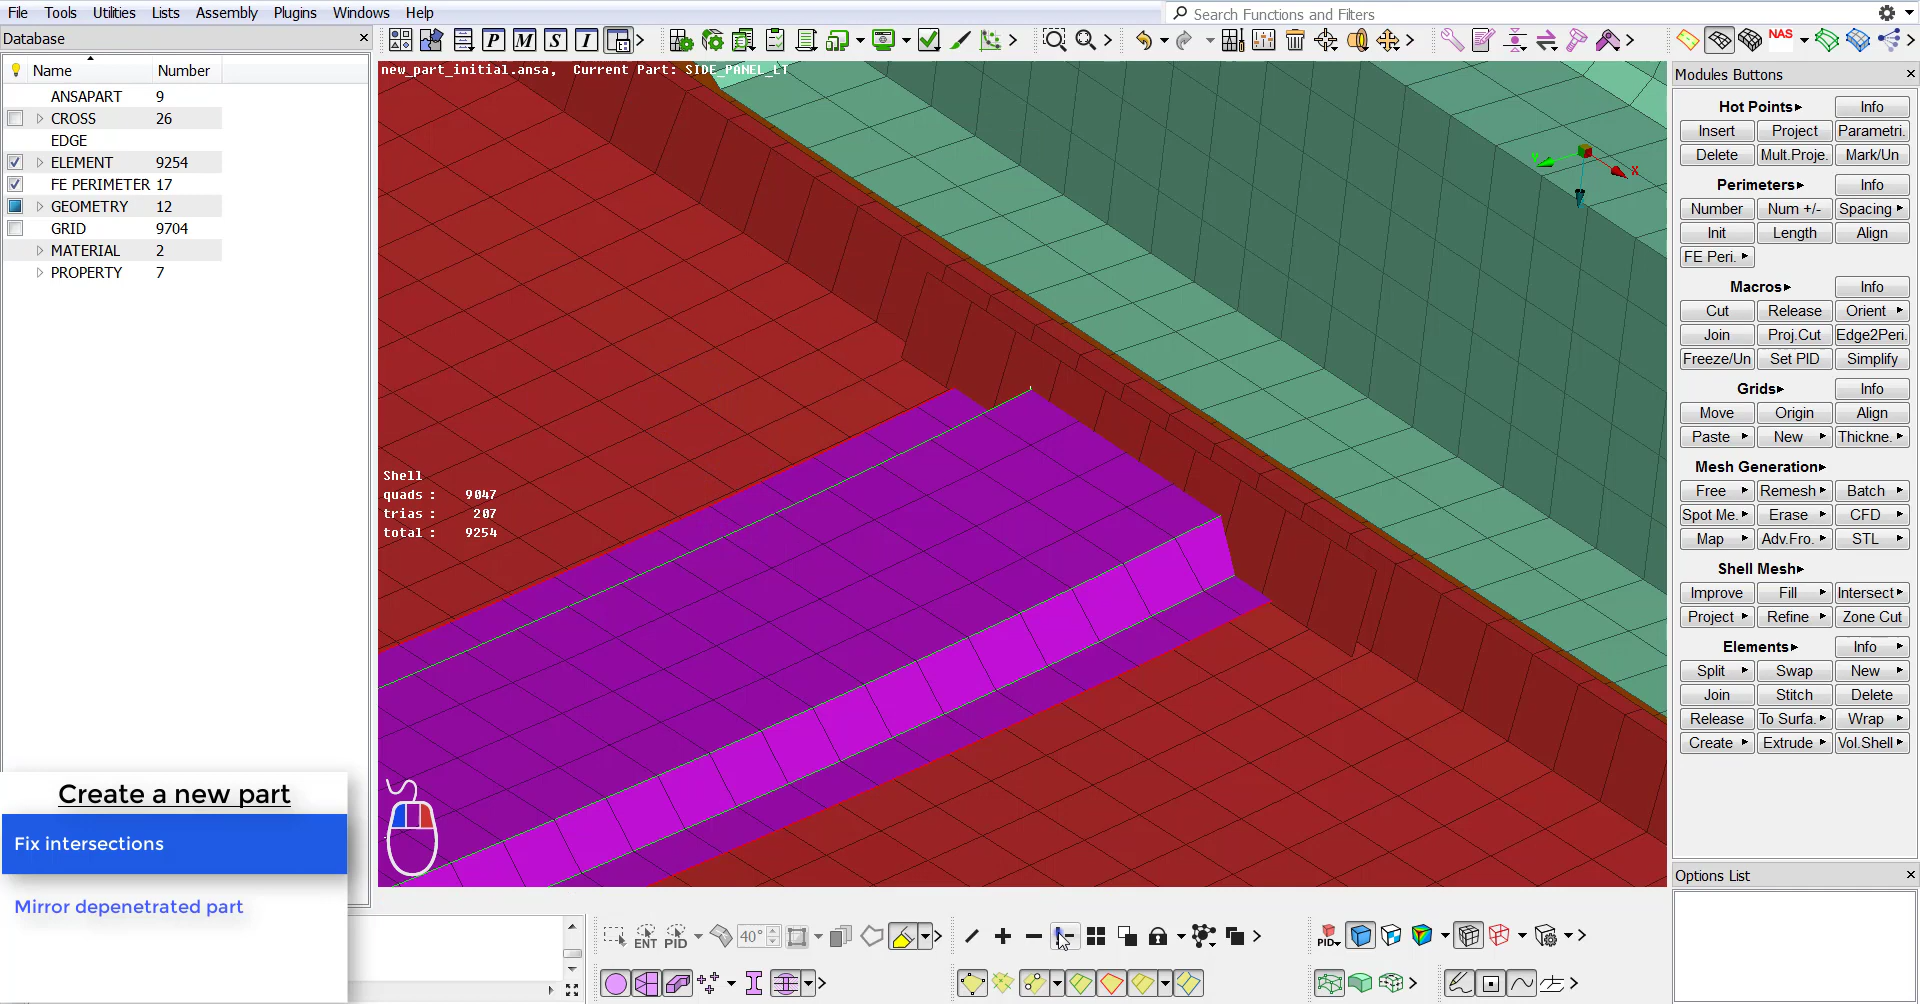 File Tools Utilities Lists Assembly Plugins Windows Help
Search Functions and Filters
Database
Name Number
ANSAPART 9
CROSS 26
EDGE
ELEMENT 9254
FE PERIMETER 17
GEOMETRY 12
GRID 9704
MATERIAL 2
PROPERTY 7
P M S I
NAS
new_part_initial.ansa, Current Part: SIDE_PANEL_LT
Y X
Shell
quads : 9047
trias : 207
total : 9254
Create a new part
Fix intersections
Mirror depenetrated part
ENT PID 40° PID
Modules Buttons
Hot Points Info
Insert Project Parametri.
Delete Mult.Proje. Mark/Un
Perimeters Info
Number Num +/- Spacing
Init Length Align
FE Peri.
Macros Info
Cut Release Orient
Join Proj.Cut Edge2Peri.
Freeze/Un Set PID Simplify
Grids Info
Move Origin Align
Paste New Thickne.
Mesh Generation
Free Remesh Batch
Spot Me. Erase CFD
Map Adv.Fro. STL
Shell Mesh
Improve Fill Intersect
Project Refine Zone Cut
Elements Info
Split Swap New
Join Stitch Delete
Release To Surfa. Wrap
Create Extrude Vol.Shell
Options List